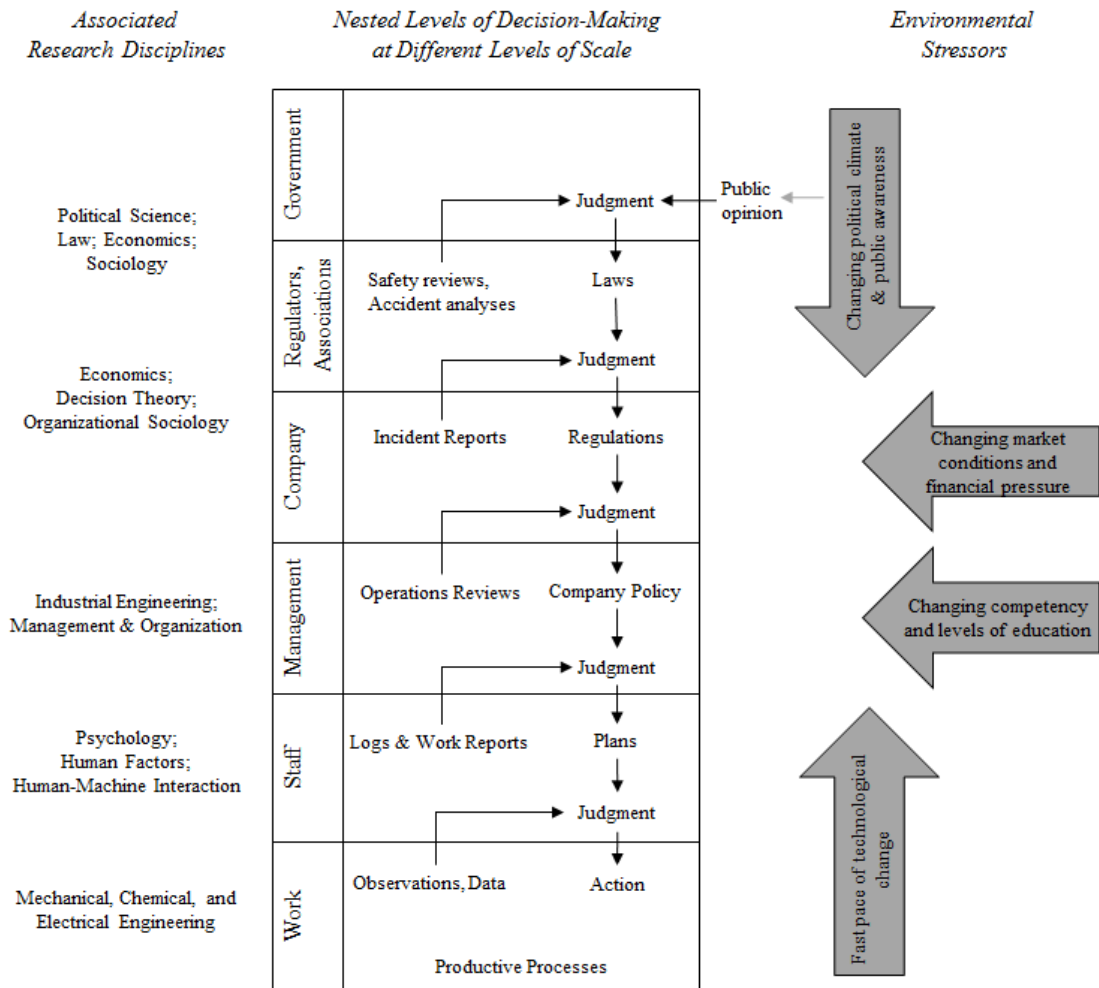 Associated
Research Disciplines
Nested Levels of Decision-Making
at Different Levels of Scale
Environmental
Stressors
Political Science;
Law; Economics;
Sociology
Economics;
Decision Theory;
Organizational Sociology
Industrial Engineering;
Management & Organization
Psychology;
Human Factors;
Human-Machine Interaction
Mechanical, Chemical, and
Electrical Engineering
Government
Judgment
Public
opinion
Regulators,
Associations
Safety reviews,
Accident analyses
Laws
Judgment
Company
Incident Reports
Regulations
Judgment
Management
Operations Reviews
Company Policy
Judgment
Staff
Logs & Work Reports
Plans
Judgment
Work
Observations, Data
Action
Productive Processes
Changing political climate
& public awareness
Changing market
conditions and
financial pressure
Changing competency
and levels of education
Fast pace of technological
change